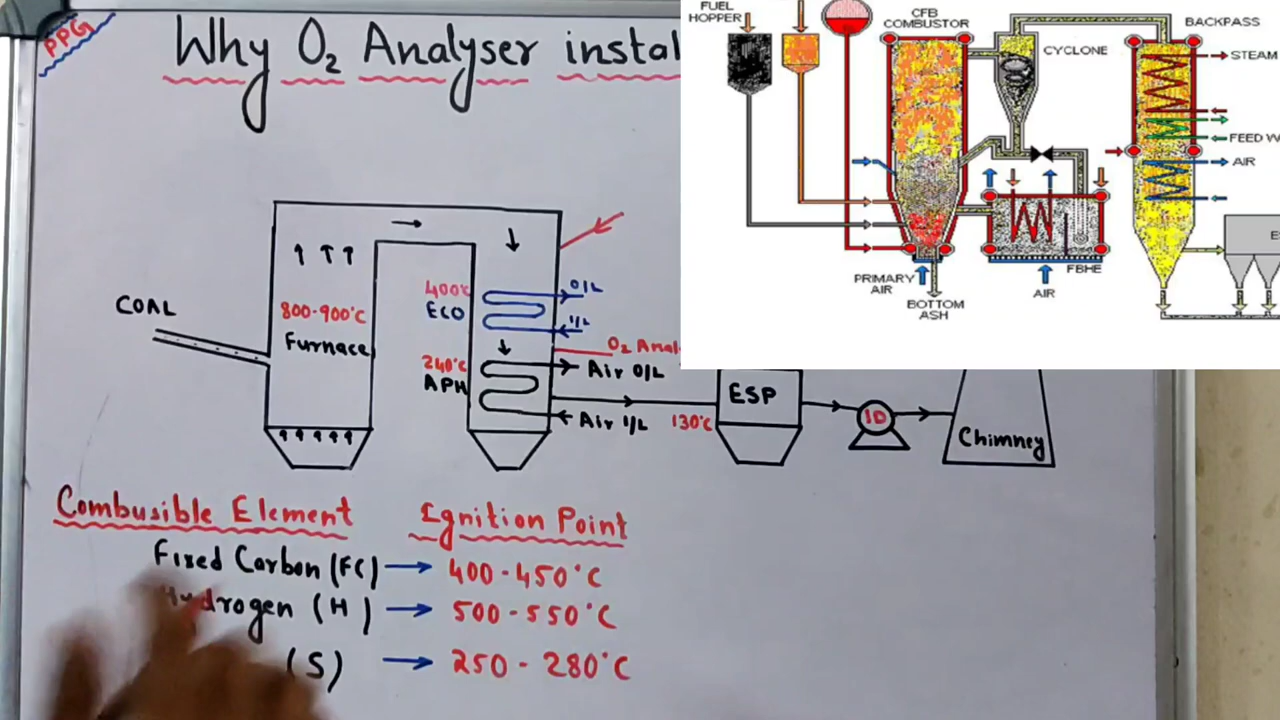 PPG
Why O2 Analyser instal
FUEL
HOPPER
CFB
COMBUSTOR
CYCLONE
BACKPASS
STEAM
FEED W
AIR
PRIMARY
AIR
BOTTOM
ASH
AIR
FBHE
COAL
800-900°C
Furnace
400°C
ECO
O/L
I/L
O2 Anal
240°C
APH
Air O/L
Air I/L
130°C
ESP
ID
Chimney
Combusible Element
Ignition Point
Fixed Carbon (FC) → 400-450°C
Hydrogen (H) → 500-550°C
(S) → 250-280°C